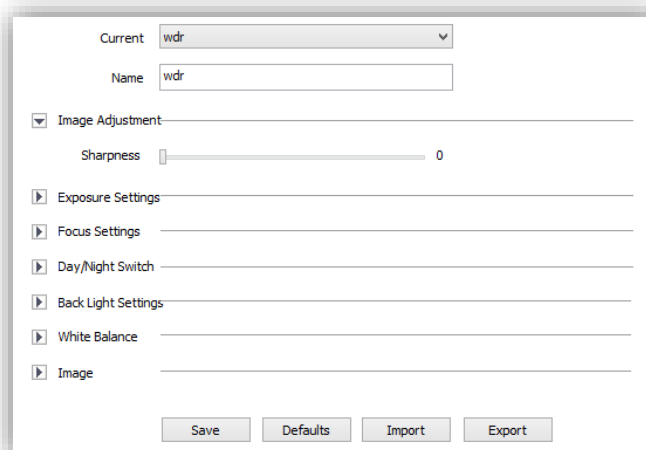 Current wdr
Name wdr
Image Adjustment
Sharpness 0
Exposure Settings
Focus Settings
Day/Night Switch
Back Light Settings
White Balance
Image
Save Defaults Import Export